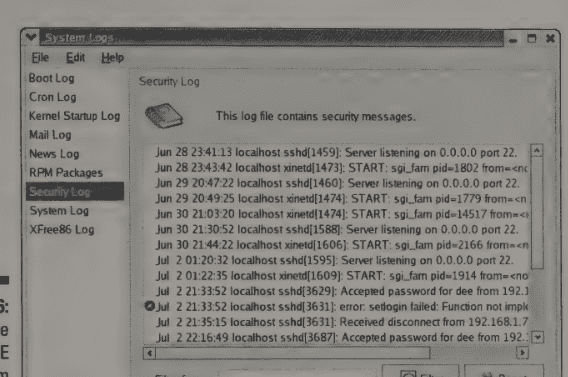 System Logs
File Edit Help
Boot Log
Cron Log
Kernel Startup Log
Mail Log
News Log
RPM Packages
Security Log
System Log
XFree86 Log
Security Log
This log file contains security messages.
Jun 28 23:41:13 localhost sshd[1459]: Server listening on 0.0.0.0 port 22.
Jun 28 23:43:42 localhost xinetd[1473]: START: sgi_fam pid=1802 from=<no
Jun 29 20:47:22 localhost sshd[1460]: Server listening on 0.0.0.0 port 22.
Jun 29 20:49:25 localhost xinetd[1474]: START: sgi_fam pid=1779 from=<n
Jun 30 21:03:20 localhost xinetd[1474]: START: sgi_fam pid=14517 from=<
Jun 30 21:30:52 localhost sshd[1588]: Server listening on 0.0.0.0 port 22.
Jun 30 21:44:22 localhost xinetd[1606]: START: sgi_fam pid=2166 from=<no
Jul 2 01:20:32 localhost sshd[1595]: Server listening on 0.0.0.0 port 22.
Jul 2 01:22:35 localhost xinetd[1609]: START: sgi_fam pid=1914 from=<no
Jul 2 21:33:52 localhost sshd[3629]: Accepted password for dee from 192.1
Jul 2 21:33:52 localhost sshd[3631]: error: setlogin failed: Function not imple
Jul 2 21:35:15 localhost sshd[3631]: Received disconnect from 192.168.1.7
Jul 2 22:16:49 localhost sshd[3687]: Accepted password for dee from 192.
6:
e
E